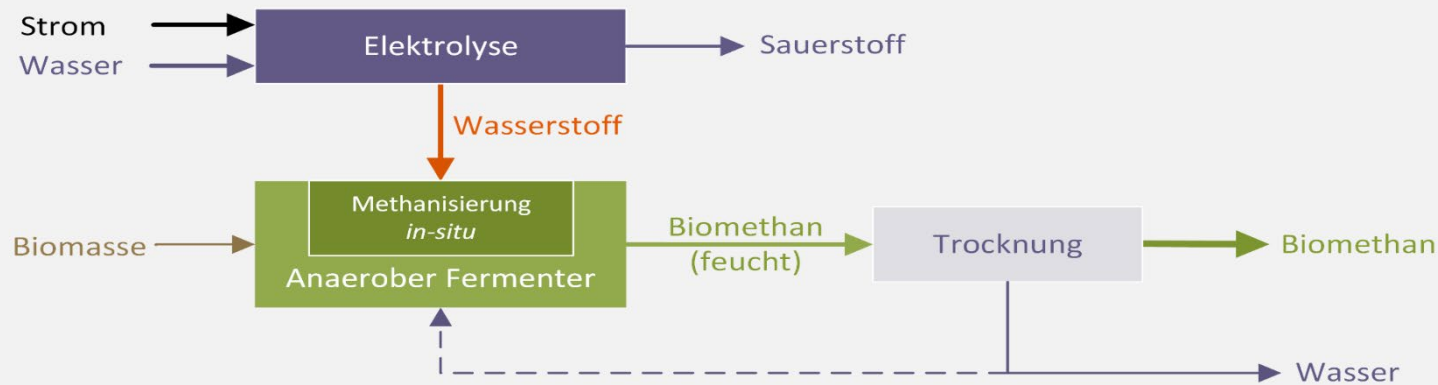 Strom
Wasser
Elektrolyse
Sauerstoff
Wasserstoff
Methanisierung
in-situ
Biomasse
Anaerober Fermenter
Biomethan
(feucht)
Trocknung
Biomethan
Wasser